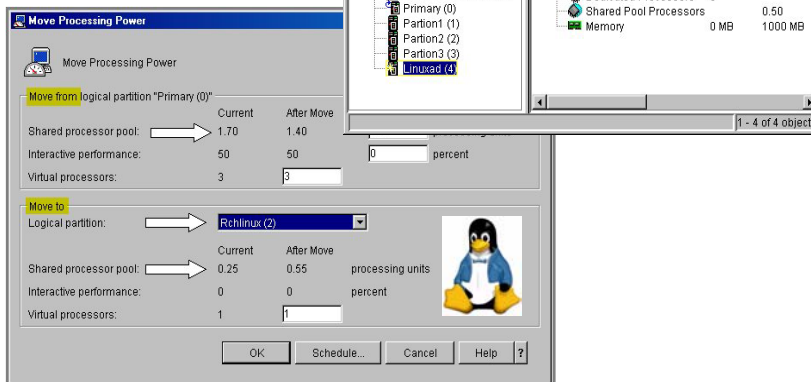 Move Processing Power
Move Processing Power
Move from logical partition "Primary (0)"
Current After Move
Shared processor pool: 1.70 1.40
Interactive performance: 50 50 0 percent
Virtual processors: 3 3
Move to
Logical partition: Rchlinux (2)
Current After Move
Shared processor pool: 0.25 0.55 processing units
Interactive performance: 0 0 percent
Virtual processors: 1 1
OK Schedule... Cancel Help ?
Primary (0)
Partion1 (1)
Partion2 (2)
Partion3 (3)
Linuxad (4)
Shared Pool Processors 0.50
Memory 0 MB 1000 MB
1 - 4 of 4 object